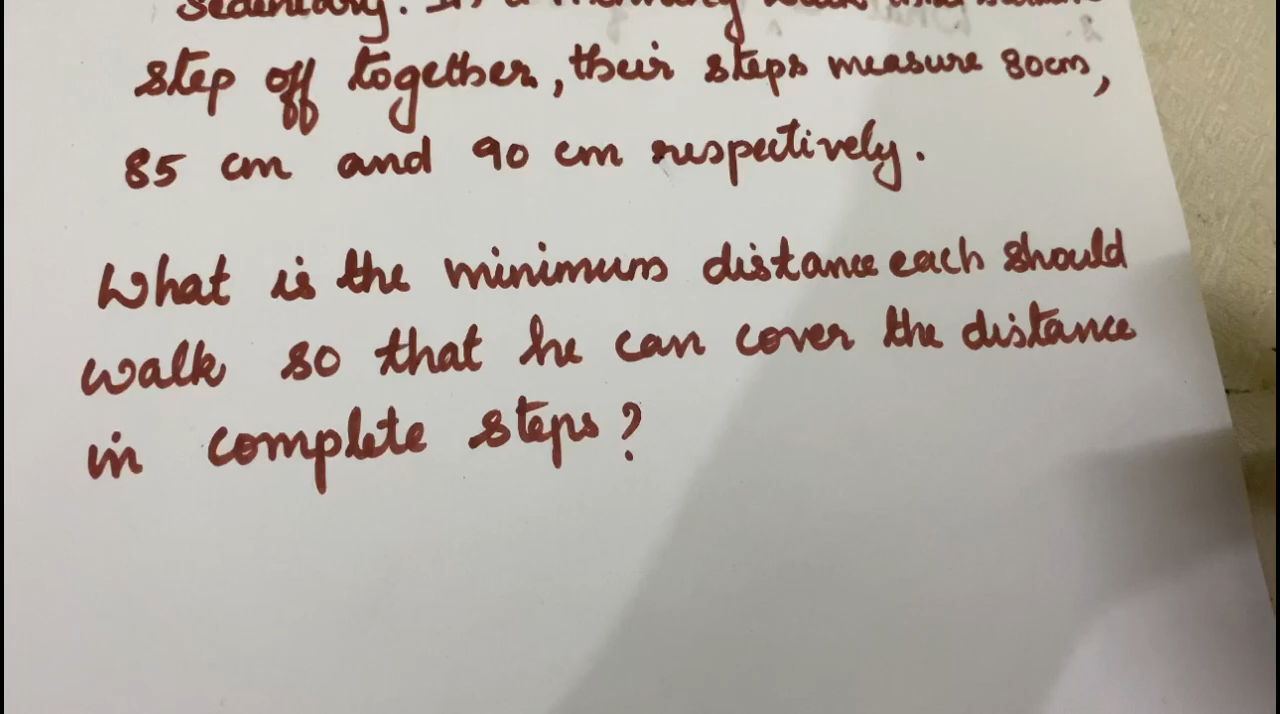 step off together, their steps measure 80cm,
85 cm and 90 cm respectively.
What is the minimum distance each should
walk so that he can cover the distance
in complete steps?